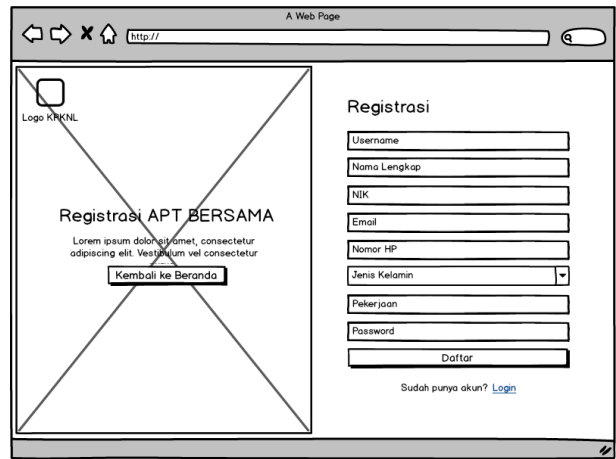 A Web Page
http://
Logo KPKNL
Registrasi APT BERSAMA
Lorem ipsum dolor sit amet, consectetur
adipiscing elit. Vestibulum vel consectetur
Kembali ke Beranda
Registrasi
Username
Nama Lengkap
NIK
Email
Nomor HP
Jenis Kelamin
Pekerjaan
Password
Daftar
Sudah punya akun? Login